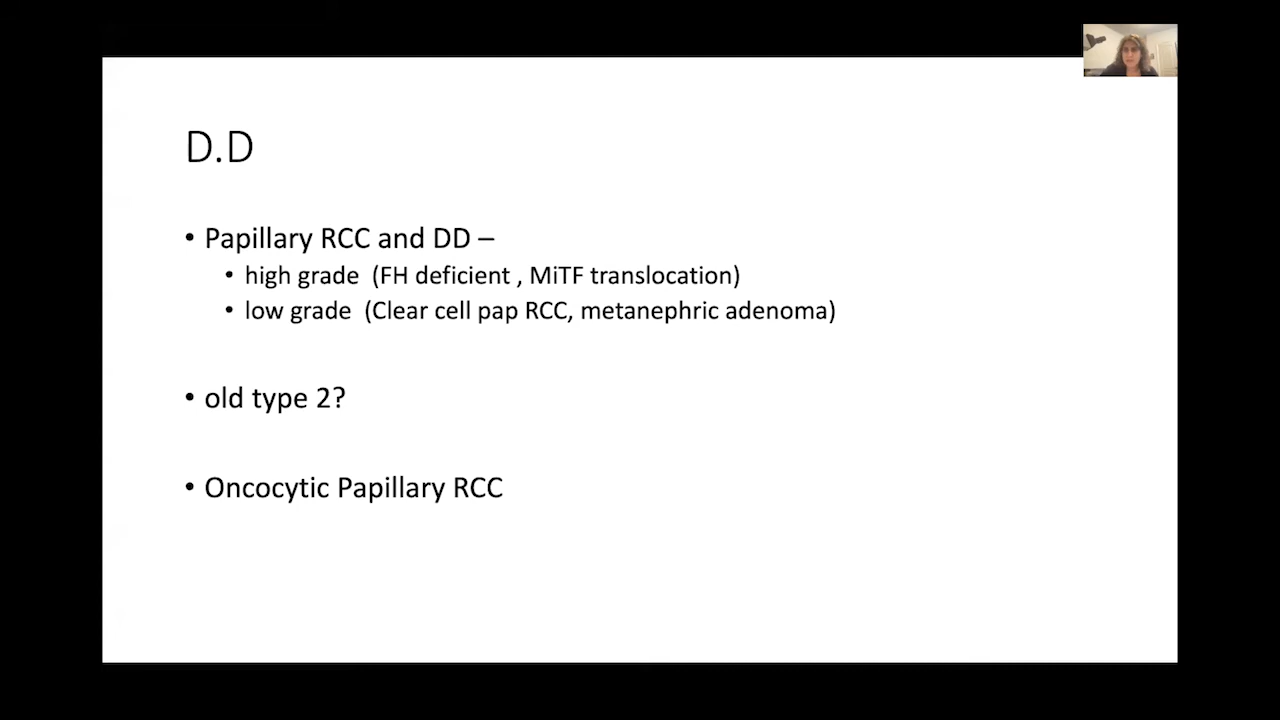 D.D
• Papillary RCC and DD –
• high grade (FH deficient , MiTF translocation)
• low grade (Clear cell pap RCC, metanephric adenoma)
• old type 2?
• Oncocytic Papillary RCC